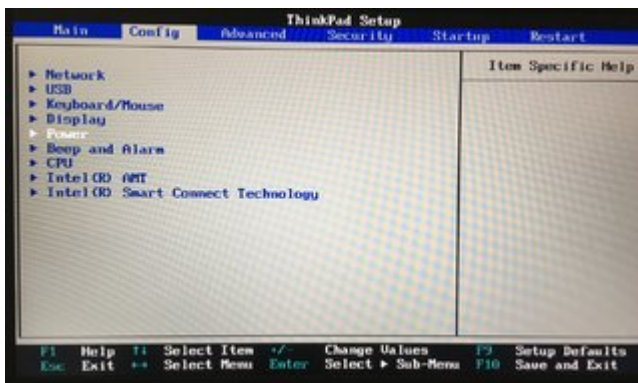 ThinkPad Setup
Main Config Advanced Security Startup Restart
Item Specific Help
▶ Network
▶ USB
▶ Keyboard/Mouse
▶ Display
▶ Power
▶ Beep and Alarm
▶ CPU
▶ Intel(R) AMT
▶ Intel(R) Smart Connect Technology
F1 Help ↑↓ Select Item +/- Change Values F9 Setup Defaults
Esc Exit ↔ Select Menu Enter Select ▶ Sub-Menu F10 Save and Exit